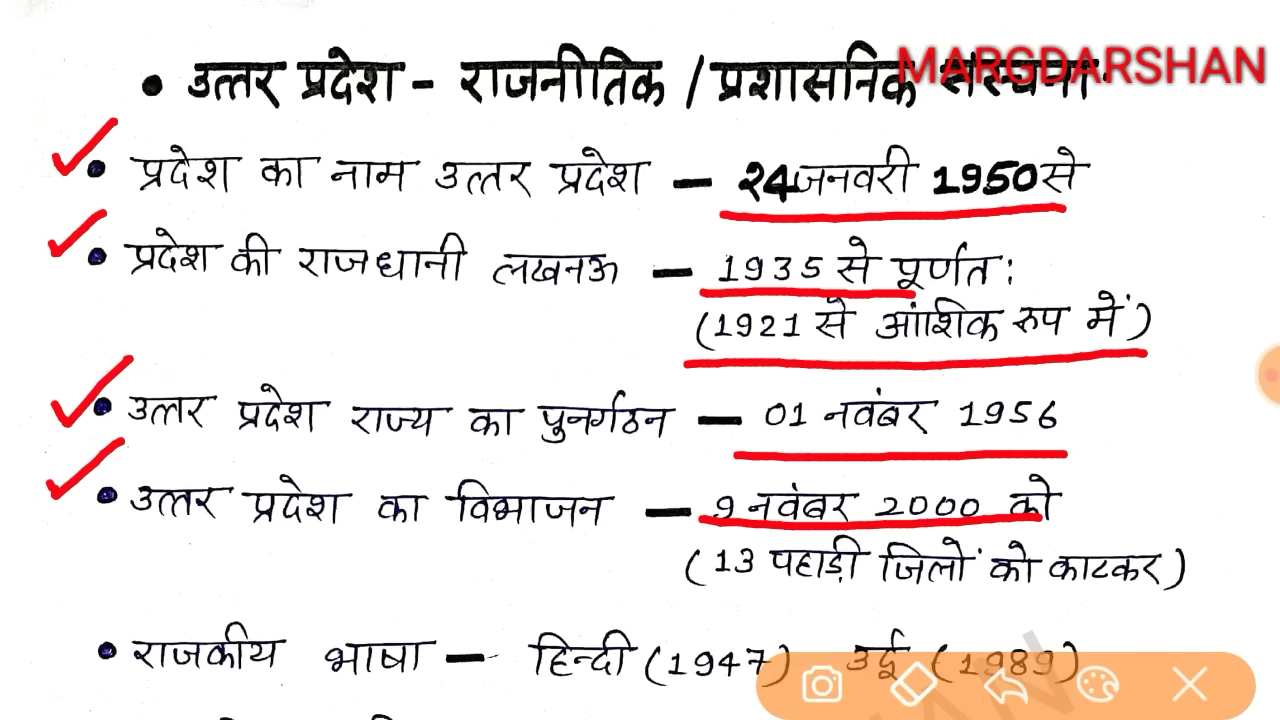 MARGDARSHAN
• उत्तर प्रदेश - राजनीतिक / प्रशासनिक संरचना
• प्रदेश का नाम उत्तर प्रदेश — 24 जनवरी 1950 से
• प्रदेश की राजधानी लखनऊ — 1935 से पूर्णत:
(1921 से आंशिक रुप में)
• उत्तर प्रदेश राज्य का पुनर्गठन — 01 नवंबर 1956
• उत्तर प्रदेश का विभाजन — 9 नवंबर 2000 को
(13 पहाड़ी जिलों को काटकर)
• राजकीय भाषा — हिन्दी (1947) उर्दू (1989)